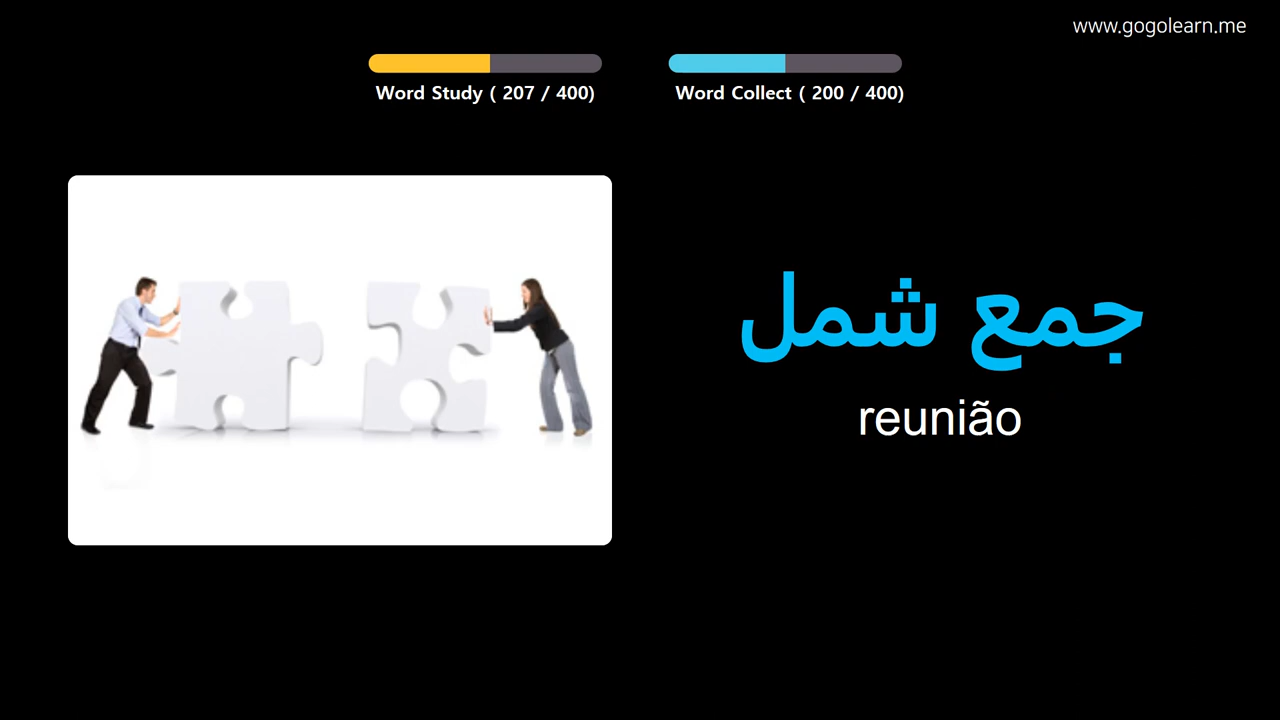 www.gogolearn.me
Word Study ( 207 / 400)
Word Collect ( 200 / 400)
جمع شمل
reunião